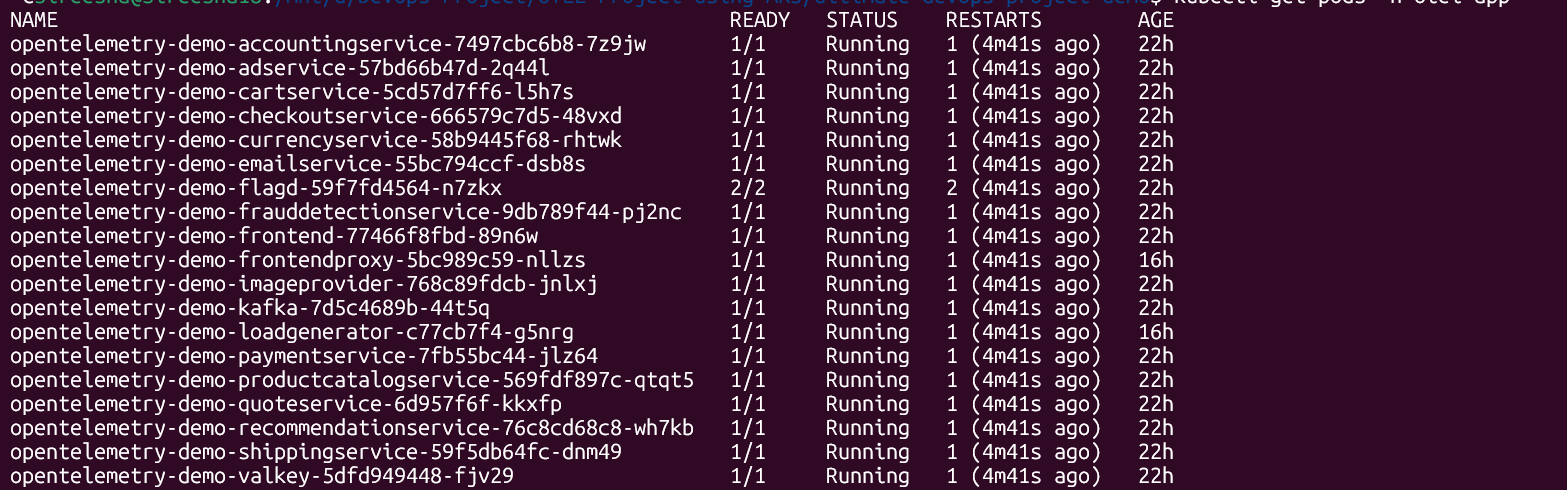 NAME READY STATUS RESTARTS AGE
opentelemetry-demo-accountingservice-7497cbc6b8-7z9jw 1/1 Running 1 (4m41s ago) 22h
opentelemetry-demo-adservice-57bd66b47d-2q44l 1/1 Running 1 (4m41s ago) 22h
opentelemetry-demo-cartservice-5cd57d7ff6-l5h7s 1/1 Running 1 (4m41s ago) 22h
opentelemetry-demo-checkoutservice-666579c7d5-48vxd 1/1 Running 1 (4m41s ago) 22h
opentelemetry-demo-currencyservice-58b9445f68-rhtwk 1/1 Running 1 (4m41s ago) 22h
opentelemetry-demo-emailservice-55bc794ccf-dsb8s 1/1 Running 1 (4m41s ago) 22h
opentelemetry-demo-flagd-59f7fd4564-n7zkx 2/2 Running 2 (4m41s ago) 22h
opentelemetry-demo-frauddetectionservice-9db789f44-pj2nc 1/1 Running 1 (4m41s ago) 22h
opentelemetry-demo-frontend-77466f8fbd-89n6w 1/1 Running 1 (4m41s ago) 22h
opentelemetry-demo-frontendproxy-5bc989c59-nllzs 1/1 Running 1 (4m41s ago) 16h
opentelemetry-demo-imageprovider-768c89fdcb-jnlxj 1/1 Running 1 (4m41s ago) 22h
opentelemetry-demo-kafka-7d5c4689b-44t5q 1/1 Running 1 (4m41s ago) 22h
opentelemetry-demo-loadgenerator-c77cb7f4-g5nrg 1/1 Running 1 (4m41s ago) 16h
opentelemetry-demo-paymentservice-7fb55bc44-jlz64 1/1 Running 1 (4m41s ago) 22h
opentelemetry-demo-productcatalogservice-569fdf897c-qtqt5 1/1 Running 1 (4m41s ago) 22h
opentelemetry-demo-quoteservice-6d957f6f-kkxfp 1/1 Running 1 (4m41s ago) 22h
opentelemetry-demo-recommendationservice-76c8cd68c8-wh7kb 1/1 Running 1 (4m41s ago) 22h
opentelemetry-demo-shippingservice-59f5db64fc-dnm49 1/1 Running 1 (4m41s ago) 22h
opentelemetry-demo-valkey-5dfd949448-fjv29 1/1 Running 1 (4m41s ago) 22h